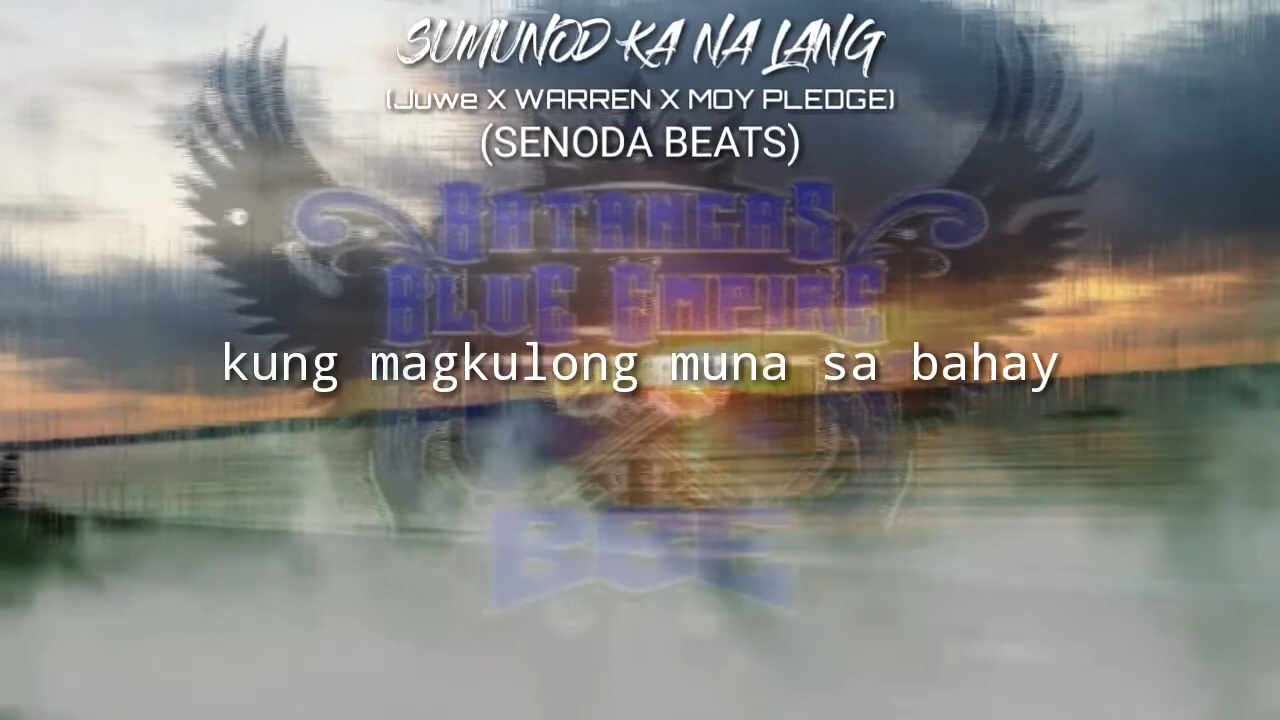 SUMUNOD KA NA LANG
(Juwe X WARREN X MOY PLEDGE)
(SENODA BEATS)
BATANGAS
BLUE EMPIRE
kung magkulong muna sa bahay
BBE